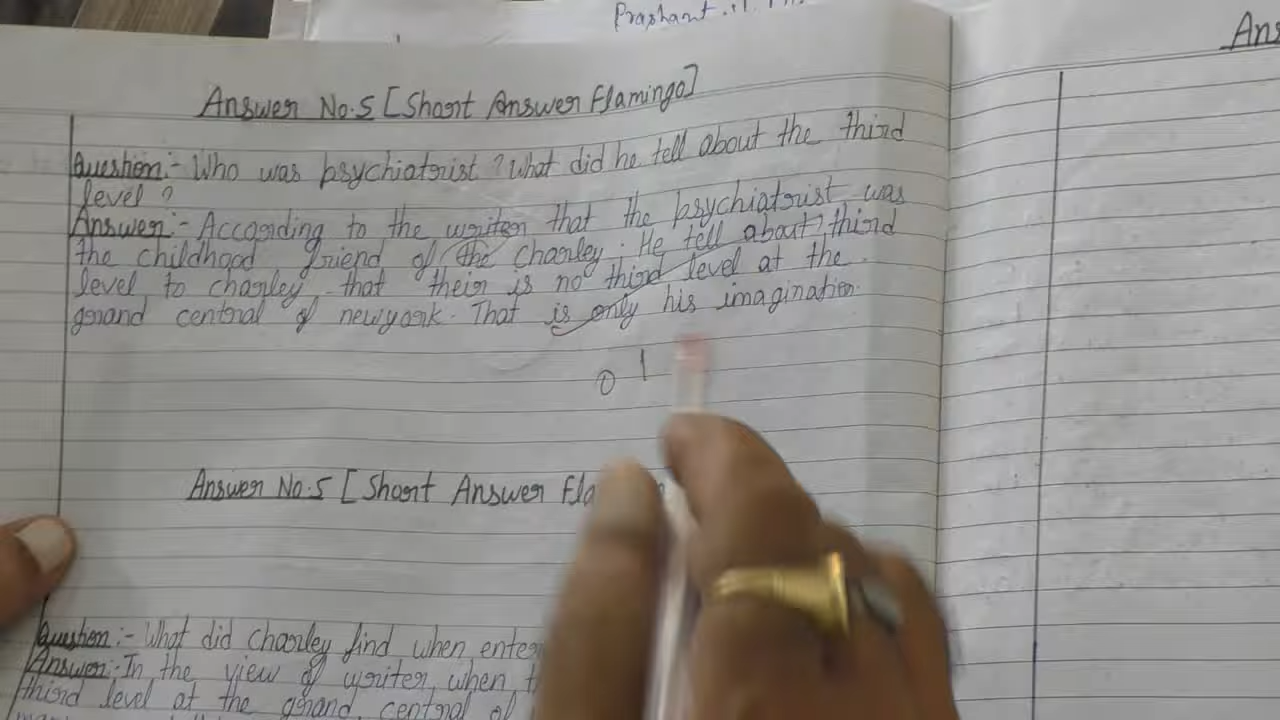 Prashant
Ans
Answer No.5 [Short Answer Flamingo]
Question:- Who was psychiatrist? What did he tell about the third
level?
Answer:- According to the writer that the psychiatrist was
the childhood friend of the charley. He tell about third
level to charley that their is no third level at the
grand central of newyork. That is only his imagination.
0 1
Answer No.5 [Short Answer Fla
Question:- What did Charley find when ente
Answer:- In the view of writer, when t
third level at the grand central of